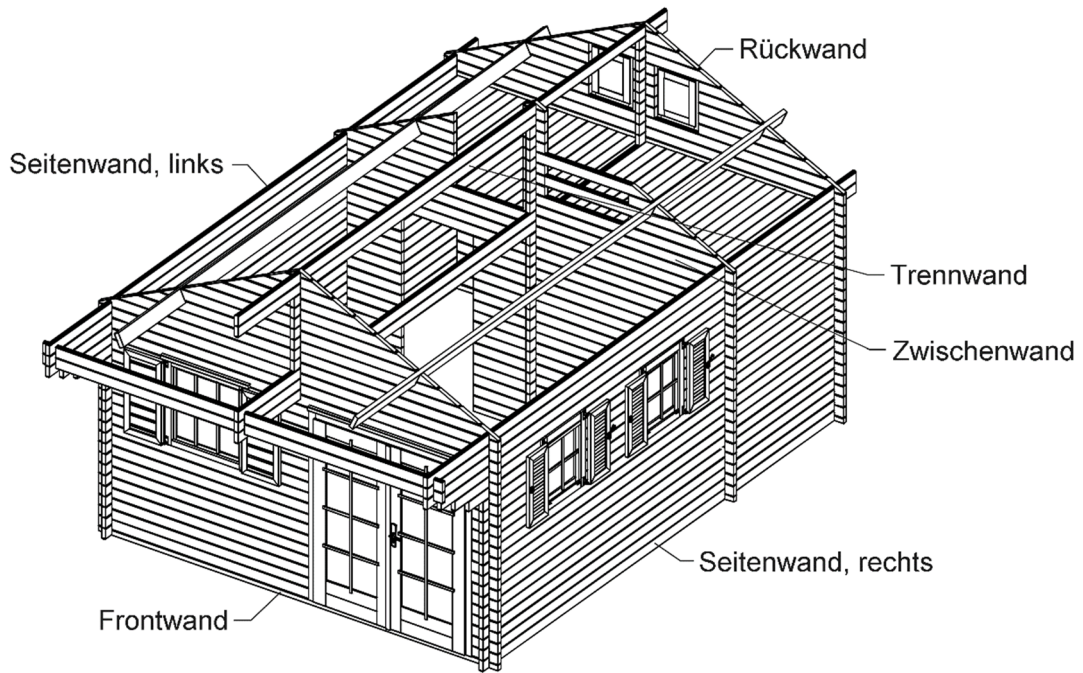 Rückwand
Seitenwand, links
Trennwand
Zwischenwand
Seitenwand, rechts
Frontwand